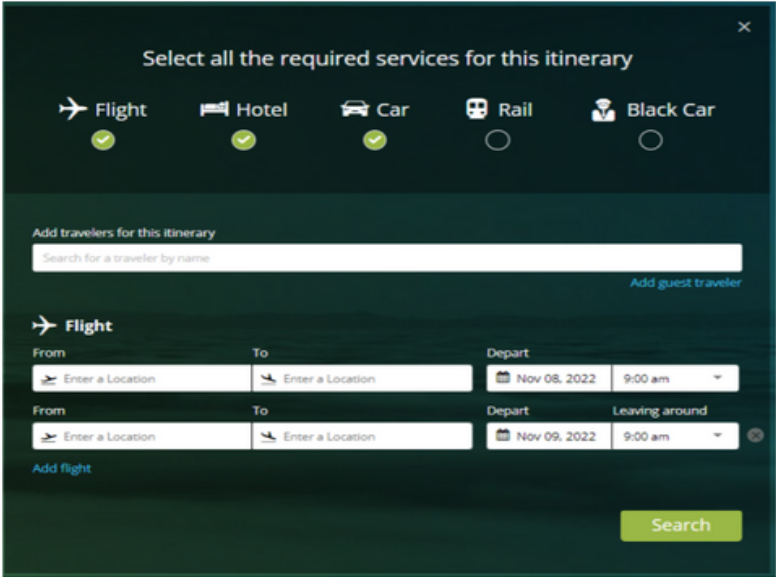 Select all the required services for this itinerary
Flight Hotel Car Rail Black Car
Add travelers for this itinerary
Search for a traveler by name
Add guest traveler
Flight
From To Depart
Enter a Location Enter a Location Nov 08, 2022 9:00 am
From To Depart Leaving around
Enter a Location Enter a Location Nov 09, 2022 9:00 am
Add flight
Search